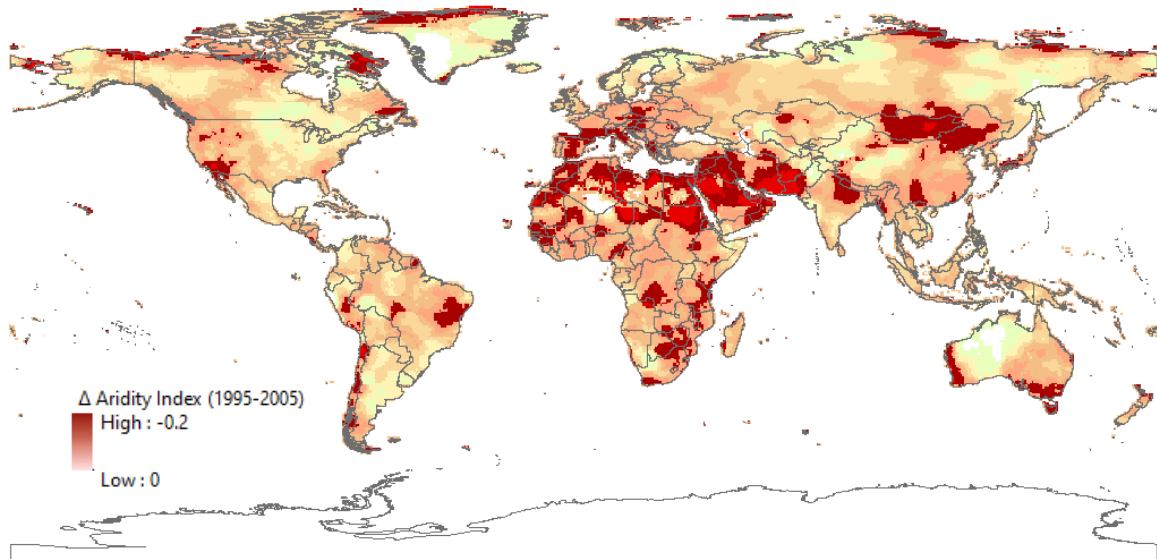 Δ Aridity Index (1995-2005)
High : -0.2
Low : 0